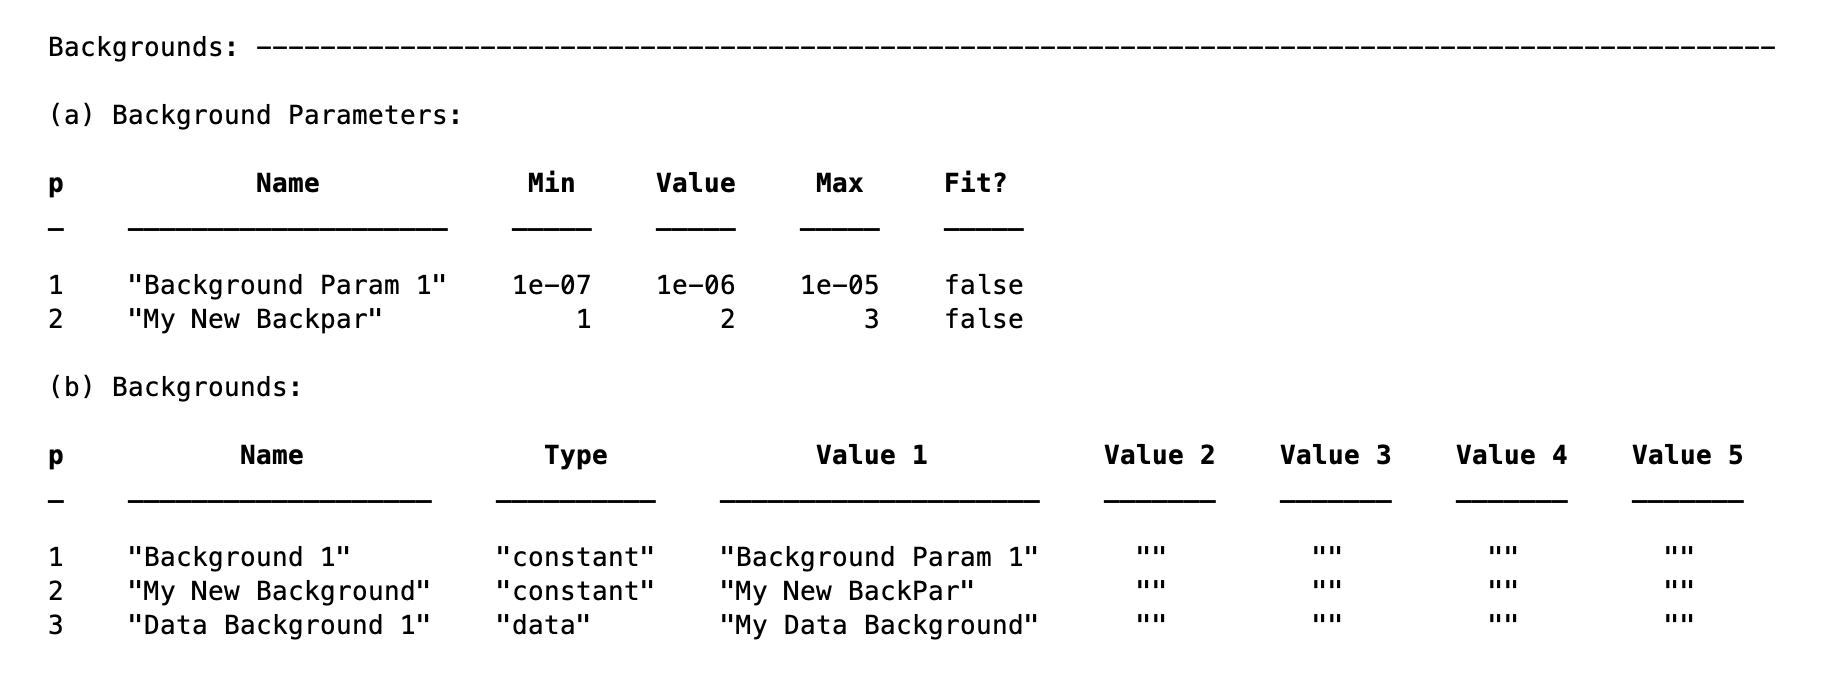 Backgrounds: -----------------------------------------------------------------------------------------------
(a) Background Parameters:
p Name Min Value Max Fit?
1 "Background Param 1" 1e-07 1e-06 1e-05 false
2 "My New Backpar" 1 2 3 false
(b) Backgrounds:
p Name Type Value 1 Value 2 Value 3 Value 4 Value 5
1 "Background 1" "constant" "Background Param 1" "" "" "" ""
2 "My New Background" "constant" "My New BackPar" "" "" "" ""
3 "Data Background 1" "data" "My Data Background" "" "" "" ""